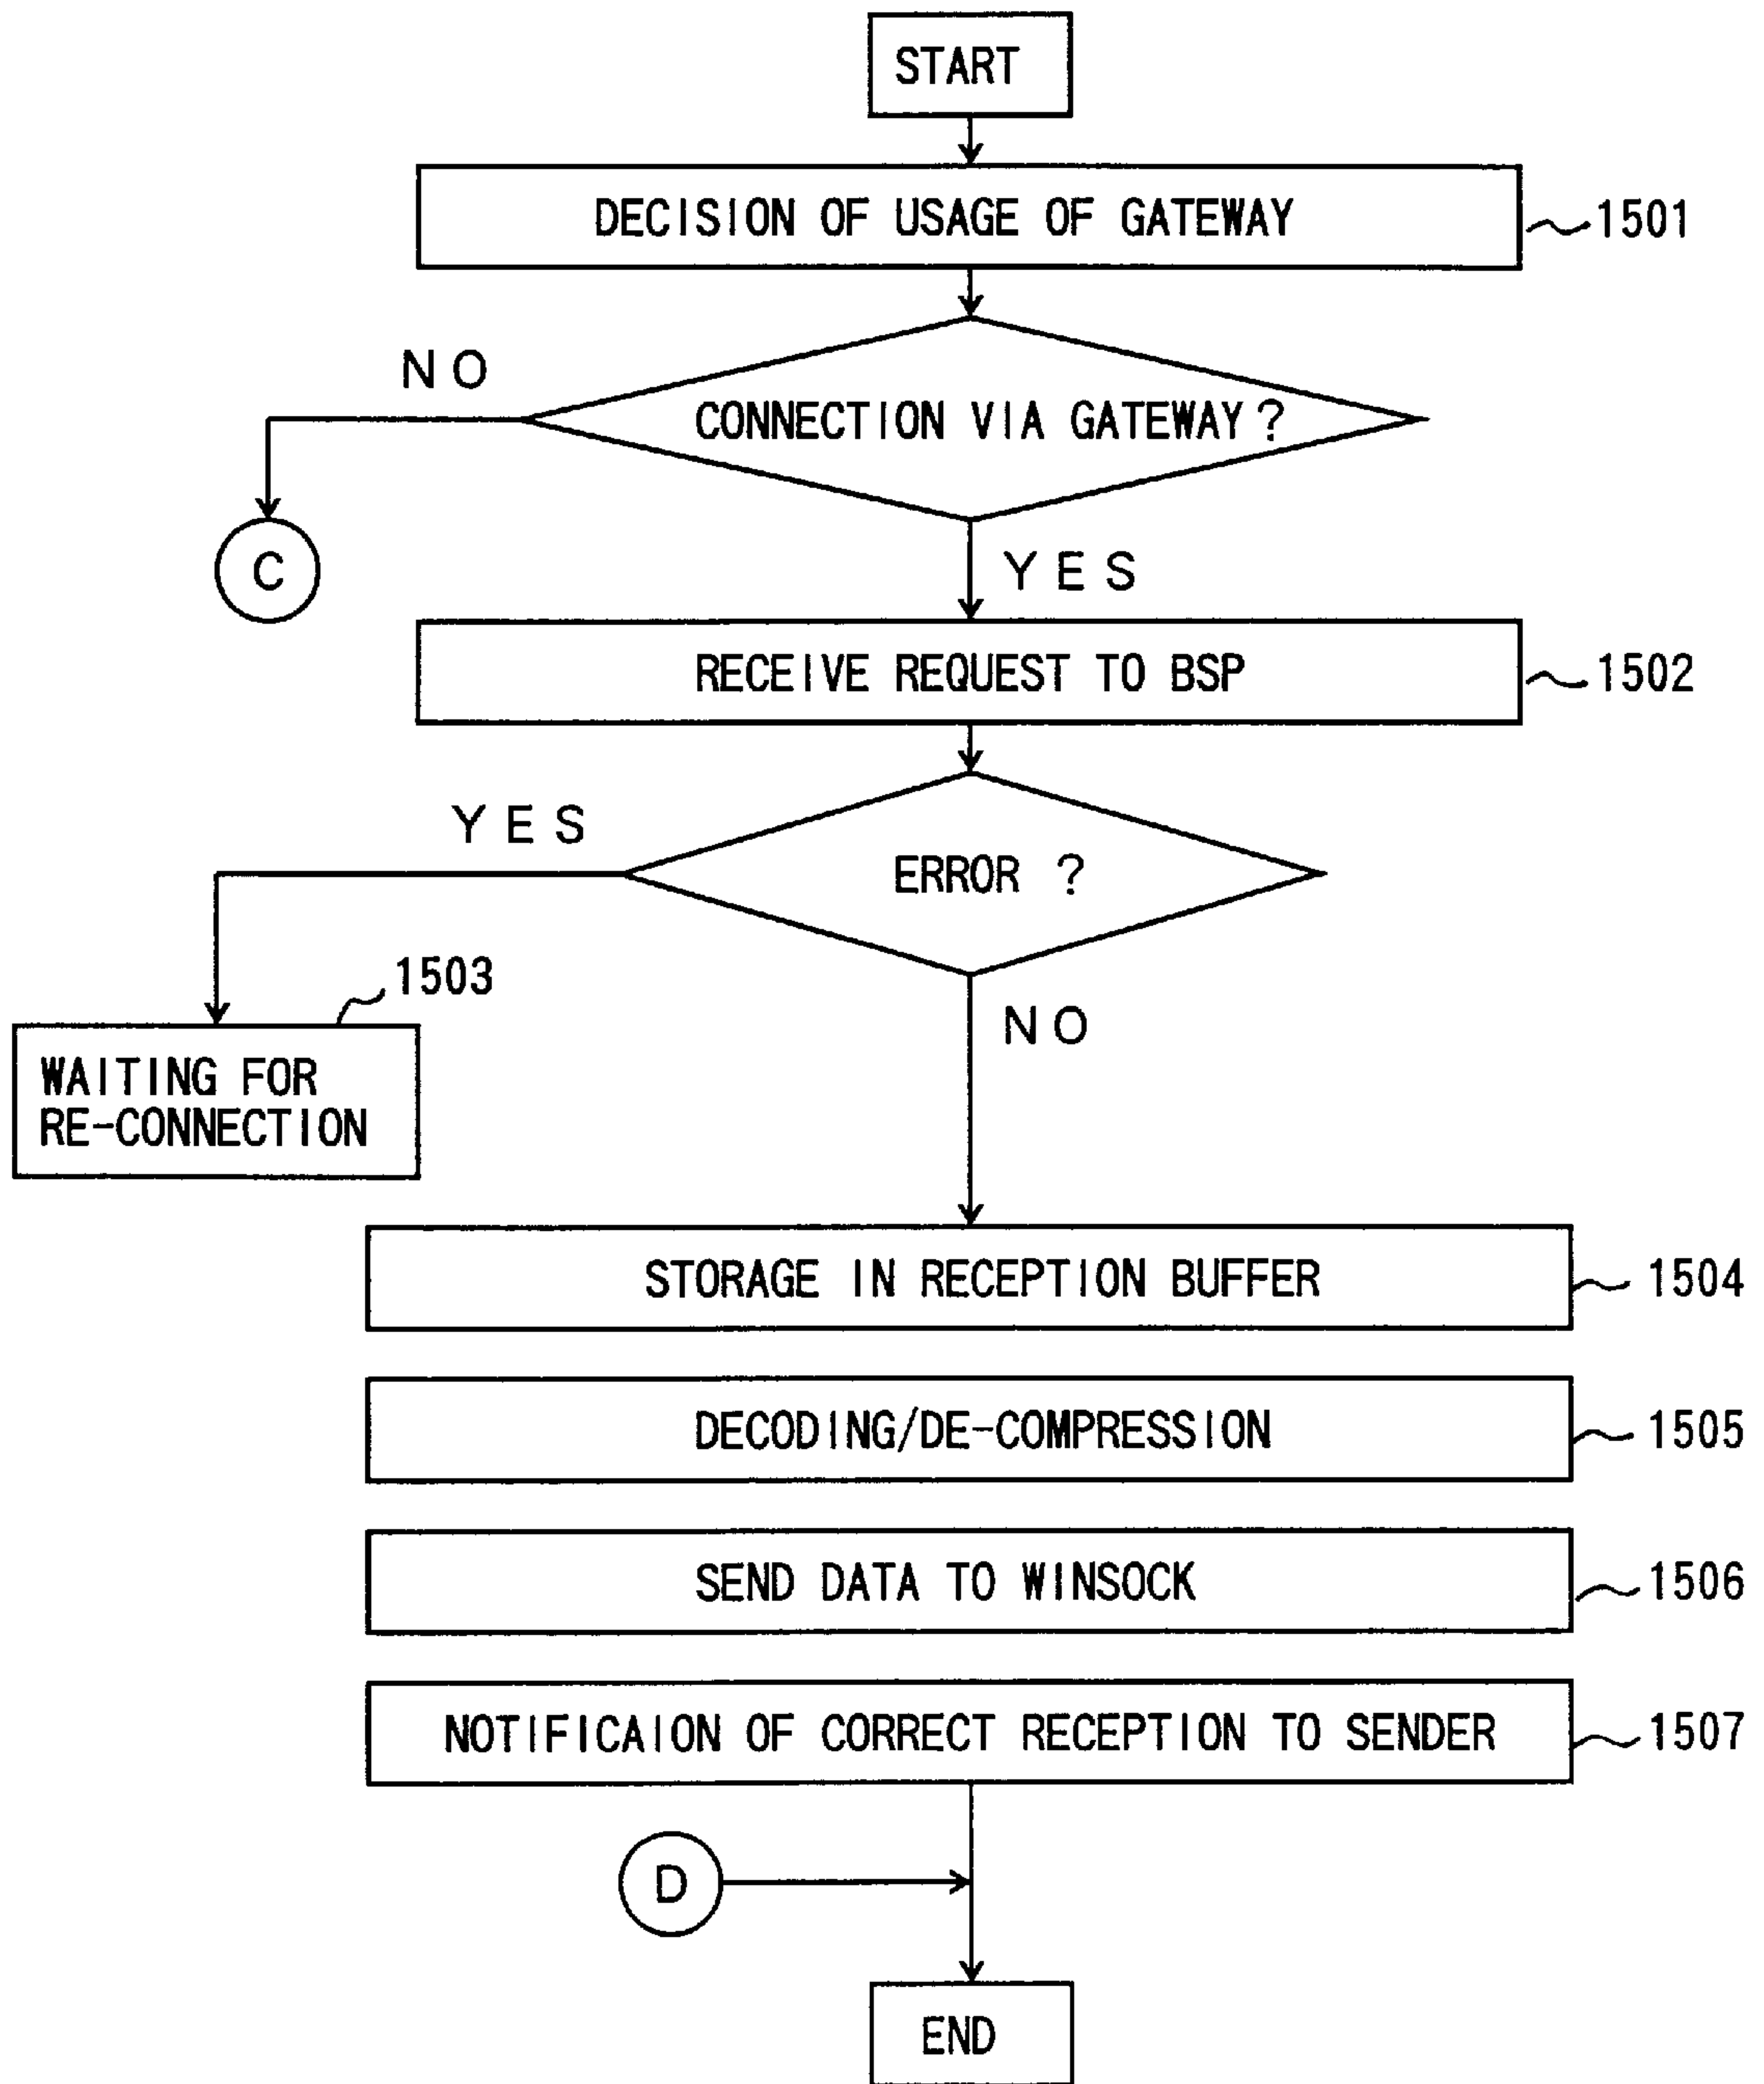 START
DECISION OF USAGE OF GATEWAY
1501
NO
CONNECTION VIA GATEWAY?
C
YES
RECEIVE REQUEST TO BSP
1502
YES
ERROR ?
1503
NO
WAITING FOR
RE-CONNECTION
STORAGE IN RECEPTION BUFFER
1504
DECODING/DE-COMPRESSION
1505
SEND DATA TO WINSOCK
1506
NOTIFICAION OF CORRECT RECEPTION TO SENDER
1507
D
END